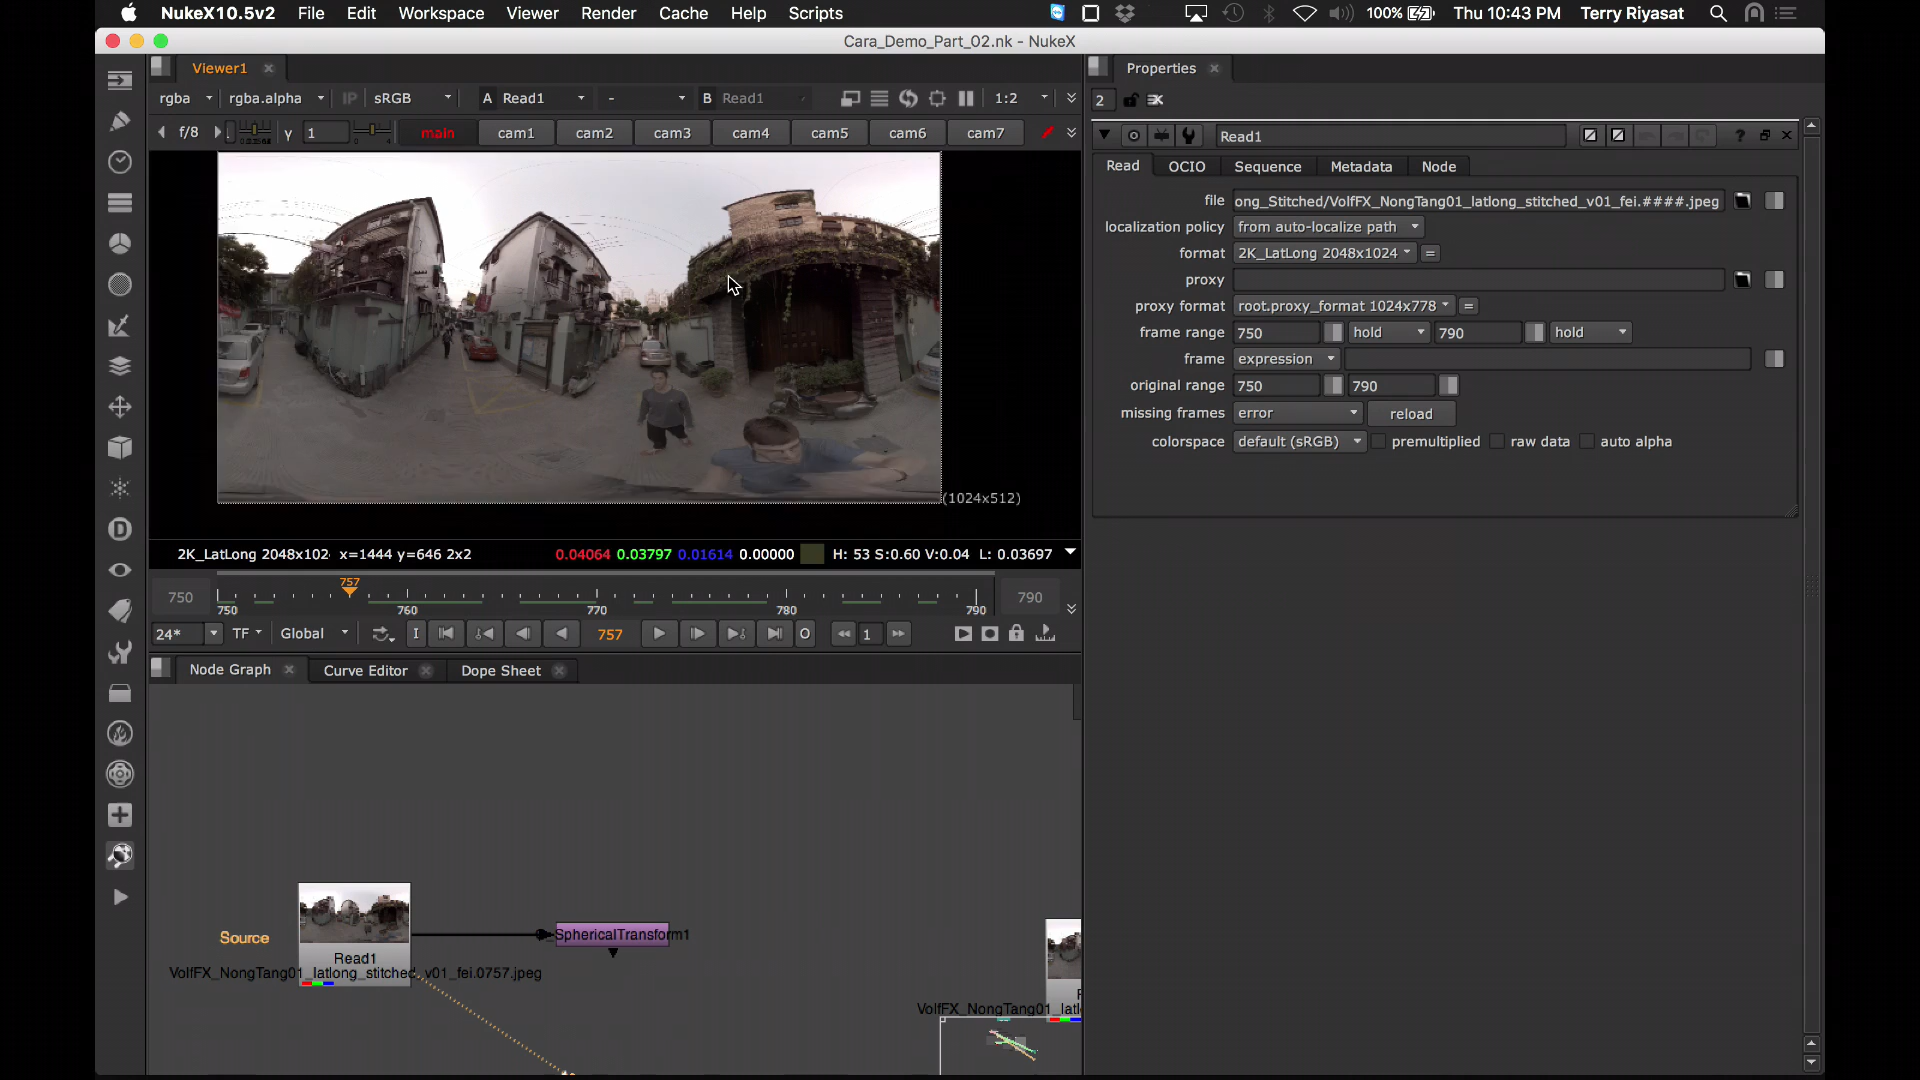 NukeX10.5v2 File Edit Workspace Viewer Render Cache Help Scripts 100% Thu 10:43 PM Terry Riyasat
Cara_Demo_Part_02.nk - NukeX
Viewer1
rgba rgba.alpha IP sRGB A Read1 - B Read1 1:2
f/8 γ 1 main cam1 cam2 cam3 cam4 cam5 cam6 cam7
(1024x512)
2K_LatLong 2048x102 x=1444 y=646 2x2 0.04064 0.03797 0.01614 0.00000 H: 53 S:0.60 V:0.04 L: 0.03697
757
750 790
750 760 770 780 790
24* TF Global I 757 O 1
Node Graph Curve Editor Dope Sheet
Source
SphericalTransform1
Read1
VolfFX_NongTang01_latlong_stitched_v01_fei.0757.jpeg
VolfFX_NongTang01_latl
Properties
2
Read1
Read OCIO Sequence Metadata Node
file ong_Stitched/VolfFX_NongTang01_latlong_stitched_v01_fei.####.jpeg
localization policy from auto-localize path
format 2K_LatLong 2048x1024 =
proxy
proxy format root.proxy_format 1024x778 =
frame range 750 hold 790 hold
frame expression
original range 750 790
missing frames error reload
colorspace default (sRGB) premultiplied raw data auto alpha